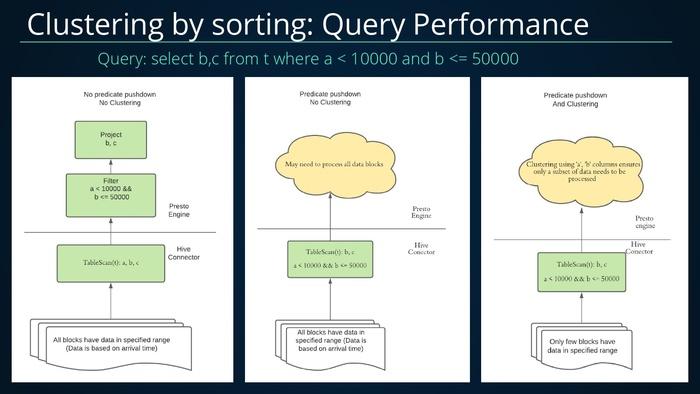 Clustering by sorting: Query Performance
Query: select b,c from t where a < 10000 and b <= 50000
No predicate pushdown
No Clustering
Project
b, c
Filter
a < 10000 &&
b <= 50000
Presto
Engine
Hive
Connector
TableScan(t): a, b, c
All blocks have data in specified range
(Data is based on arrival time)
Predicate pushdown
No Clustering
May need to process all data blocks
Presto
Engine
Hive
Conector
TableScan(t): b, c
a < 10000 && b <= 50000
All blocks have data in
specified range (Data is
based on arrival time)
Predicate pushdown
And Clustering
Clustering using 'a', 'b' columns ensures
only a subset of data needs to be
processed
Presto
engine
Hive
Connector
TableScan(t): b, c
a < 10000 && b <= 50000
Only few blocks have
data in specified range